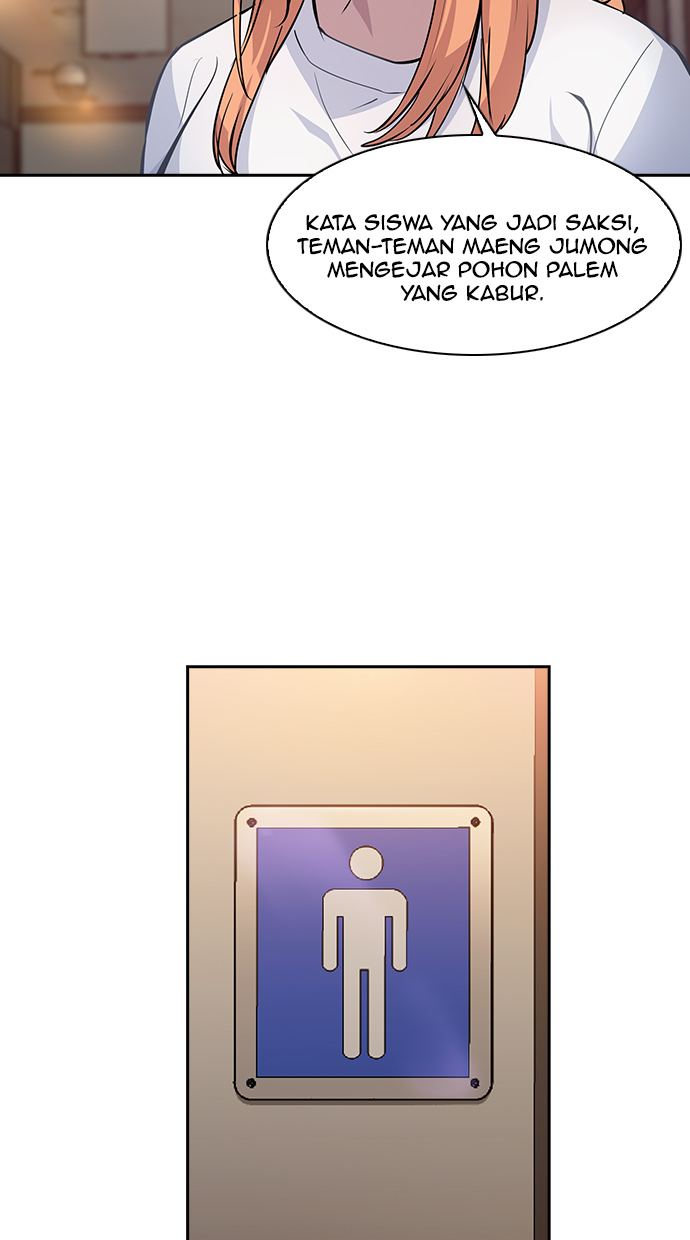 KATA SISWA YANG JADI SAKSI,
TEMAN-TEMAN MAENG JUMONG
MENGEJAR POHON PALEM
YANG KABUR.